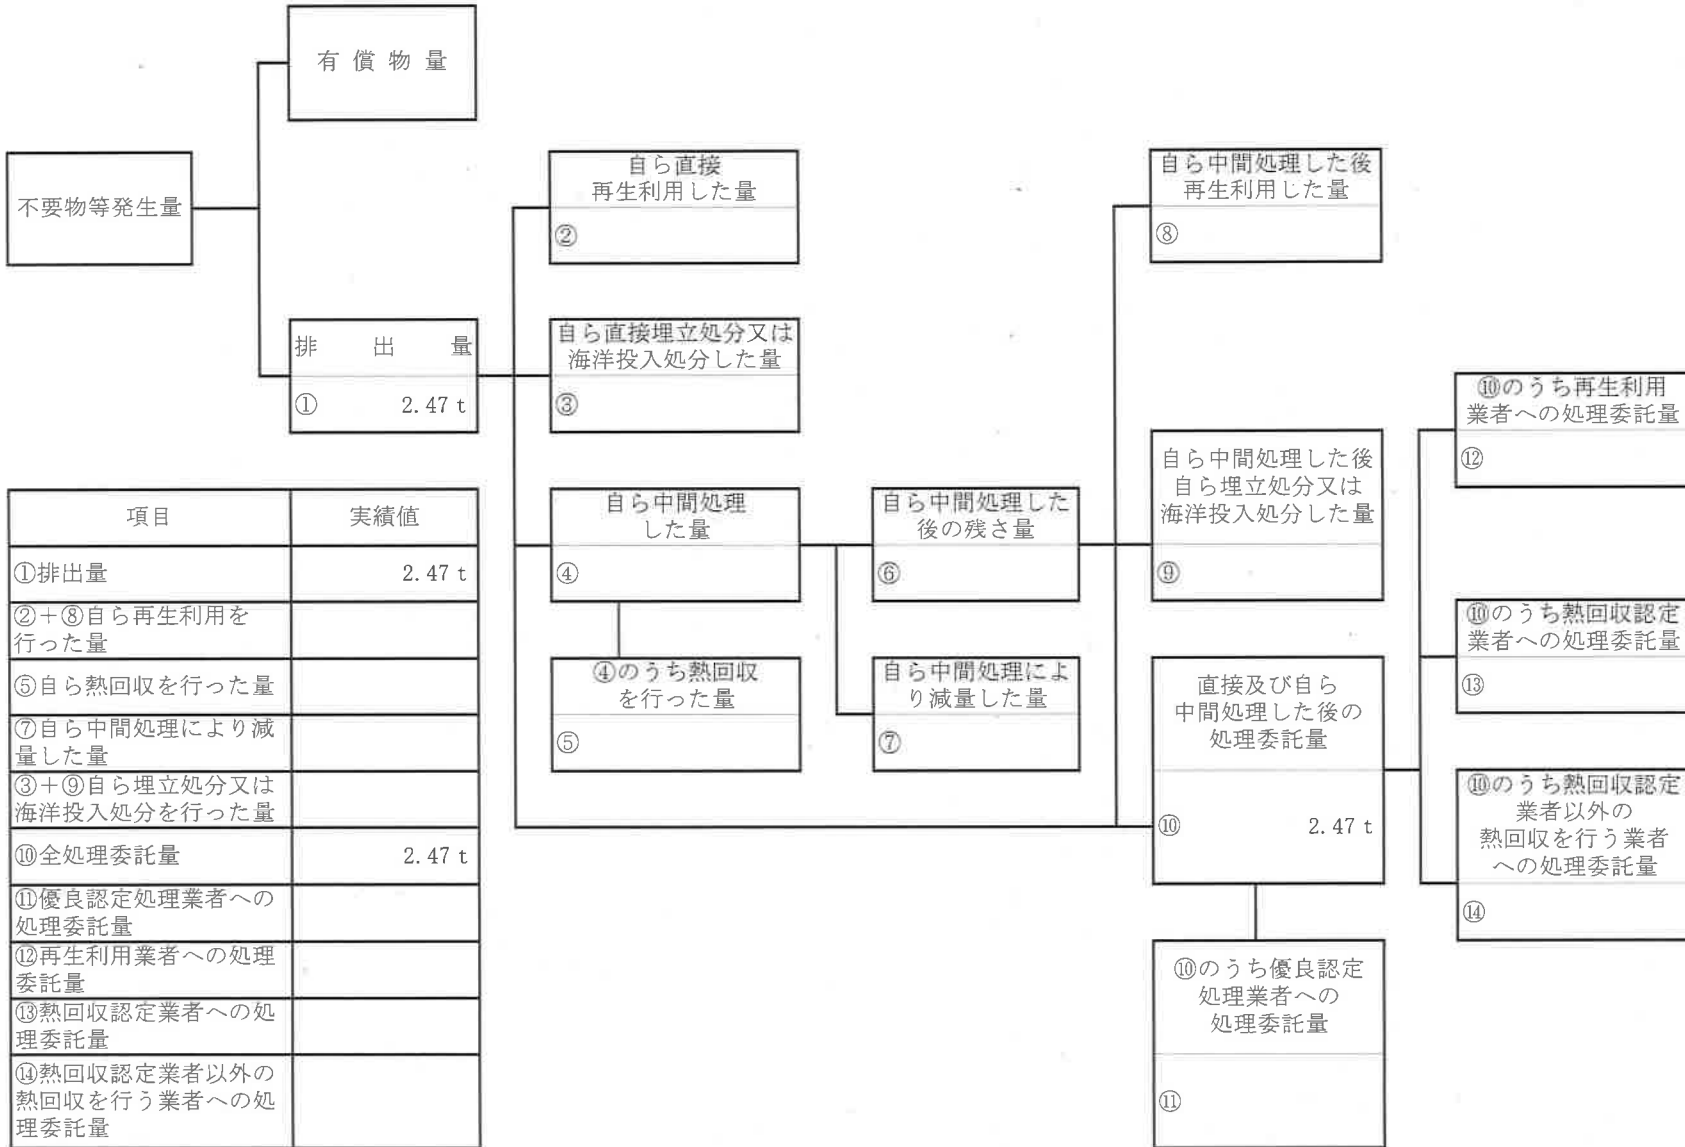 有償物量
不要物等発生量
排出量
① 2.47 t
自ら直接
再生利用した量
②
自ら直接埋立処分又は
海洋投入処分した量
③
自ら中間処理
した量
④
④のうち熱回収
を行った量
⑤
自ら中間処理した
後の残さ量
⑥
自ら中間処理によ
り減量した量
⑦
自ら中間処理した後
再生利用した量
⑧
自ら中間処理した後
自ら埋立処分又は
海洋投入処分した量
⑨
直接及び自ら
中間処理した後の
処理委託量
⑩ 2.47 t
⑩のうち優良認定
処理業者への
処理委託量
⑪
⑩のうち再生利用
業者への処理委託量
⑫
⑩のうち熱回収認定
業者への処理委託量
⑬
⑩のうち熱回収認定
業者以外の
熱回収を行う業者
への処理委託量
⑭
項目 実績値
①排出量 2.47 t
②+⑧自ら再生利用を
行った量
⑤自ら熱回収を行った量
⑦自ら中間処理により減
量した量
③+⑨自ら埋立処分又は
海洋投入処分を行った量
⑩全処理委託量 2.47 t
⑪優良認定処理業者への
処理委託量
⑫再生利用業者への処理
委託量
⑬熱回収認定業者への処
理委託量
⑭熱回収認定業者以外の
熱回収を行う業者への処
理委託量